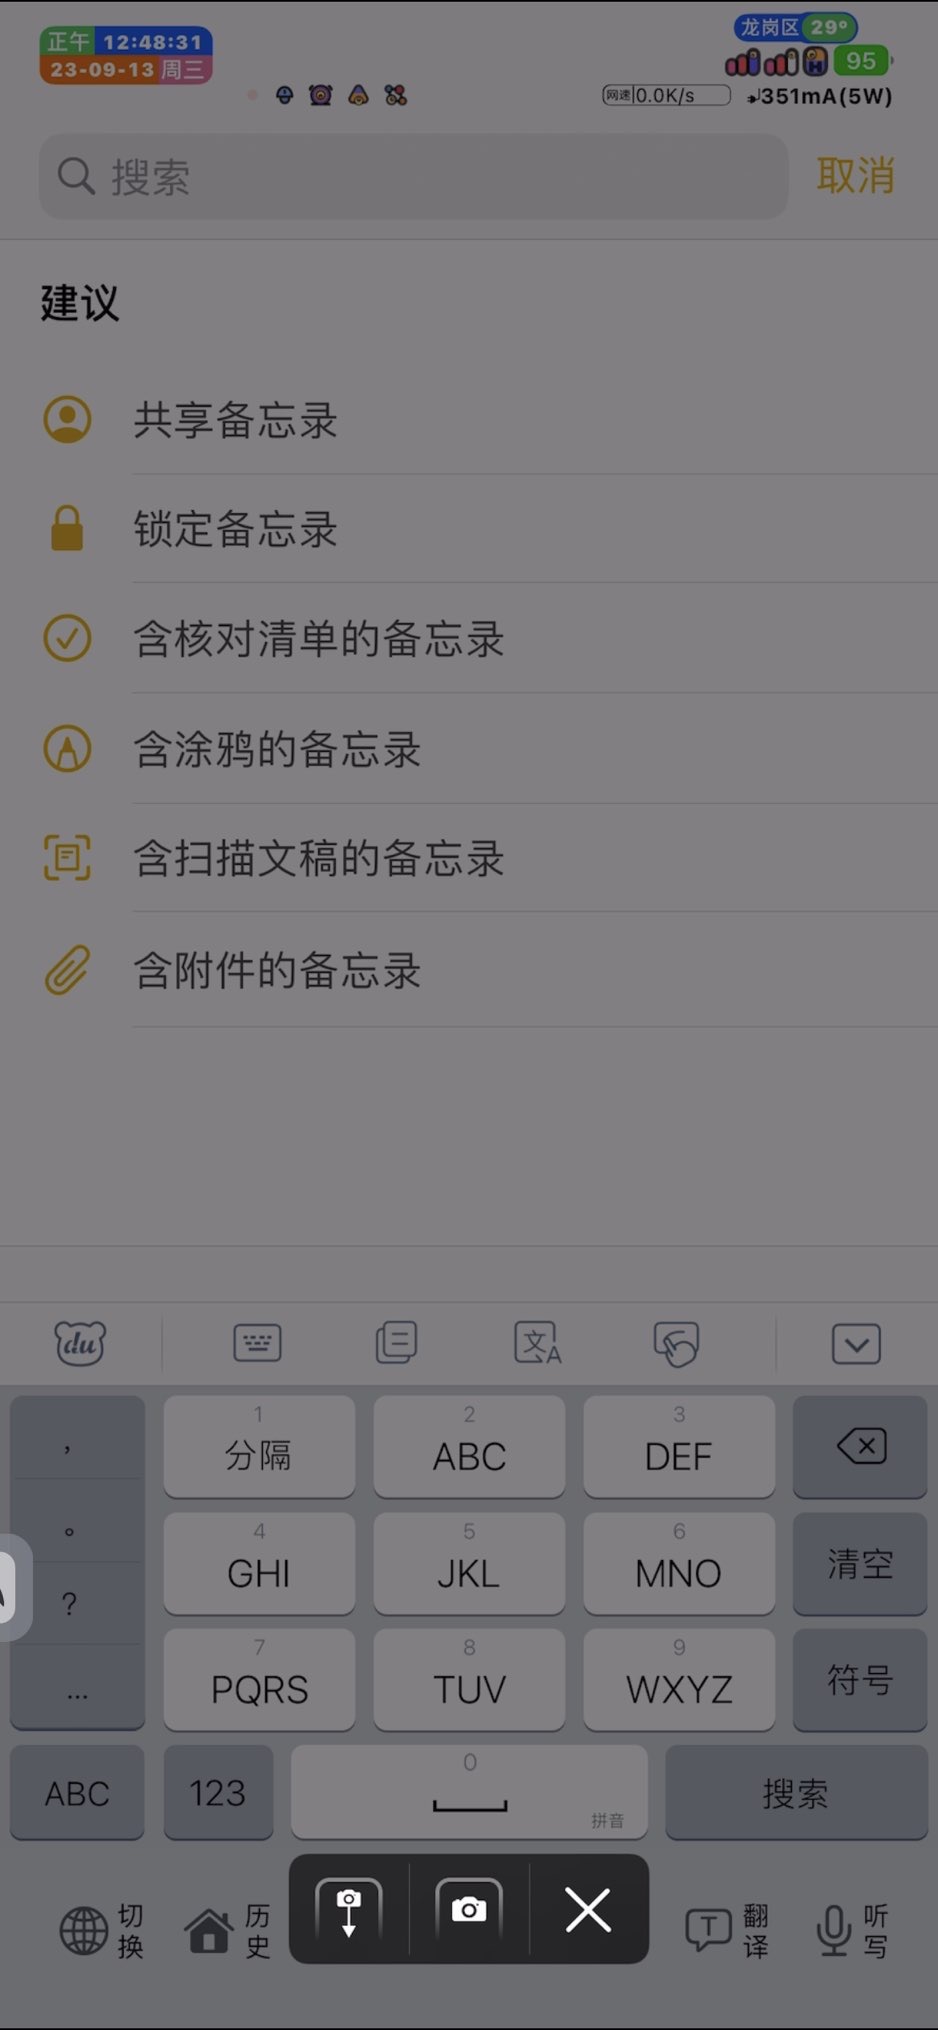 正午 12:48:31
23-09-13 周三
龙岗区 29°
95
网速 0.0K/s
351mA(5W)
搜索
取消
建议
共享备忘录
锁定备忘录
含核对清单的备忘录
含涂鸦的备忘录
含扫描文稿的备忘录
含附件的备忘录
du
文A
,
1
分隔
2
ABC
3
DEF
。
4
GHI
5
JKL
6
MNO
清空
?
7
PQRS
8
TUV
9
WXYZ
符号
...
ABC
123
0
拼音
搜索
切换
历史
T
翻译
听写